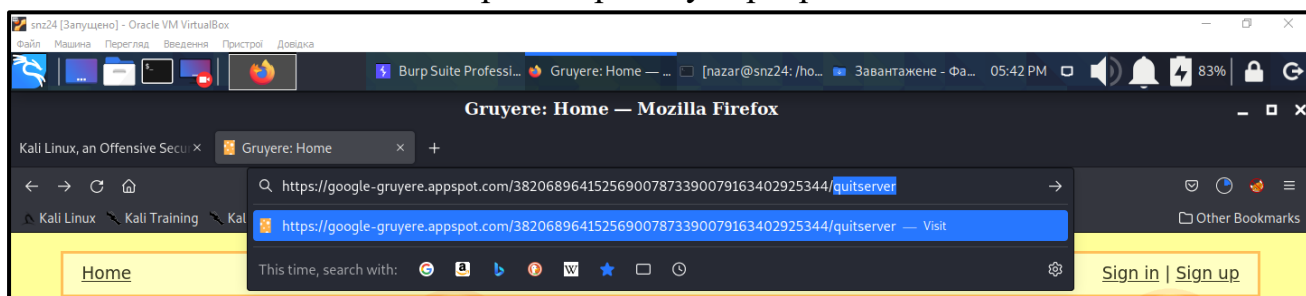 snz24 [Запущено] - Oracle VM VirtualBox
Файл Машина Перегляд Введення Пристрої Довідка
Burp Suite Professi... Gruyere: Home — ... [nazar@snz24: /ho... Завантажене - Фа... 05:42 PM 83%
Gruyere: Home — Mozilla Firefox
Kali Linux, an Offensive Secu Gruyere: Home
https://google-gruyere.appspot.com/382068964152569007873390079163402925344/quitserver
Kali Linux Kali Training Kal Other Bookmarks
https://google-gruyere.appspot.com/382068964152569007873390079163402925344/quitserver — Visit
Home This time, search with: Sign in | Sign up